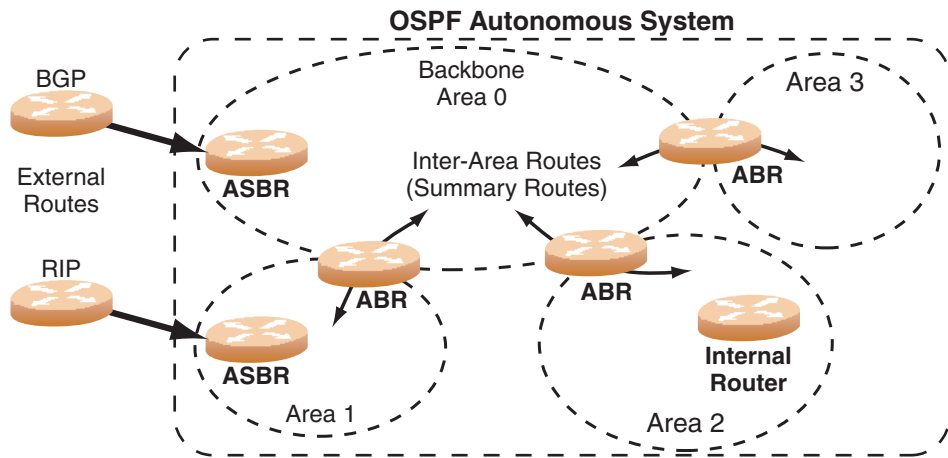 OSPF Autonomous System
BGP
Backbone
Area 0
Area 3
ASBR
External
Routes
Inter-Area Routes
(Summary Routes)
ABR
RIP
ABR
ABR
ASBR
Internal
Router
Area 1
Area 2